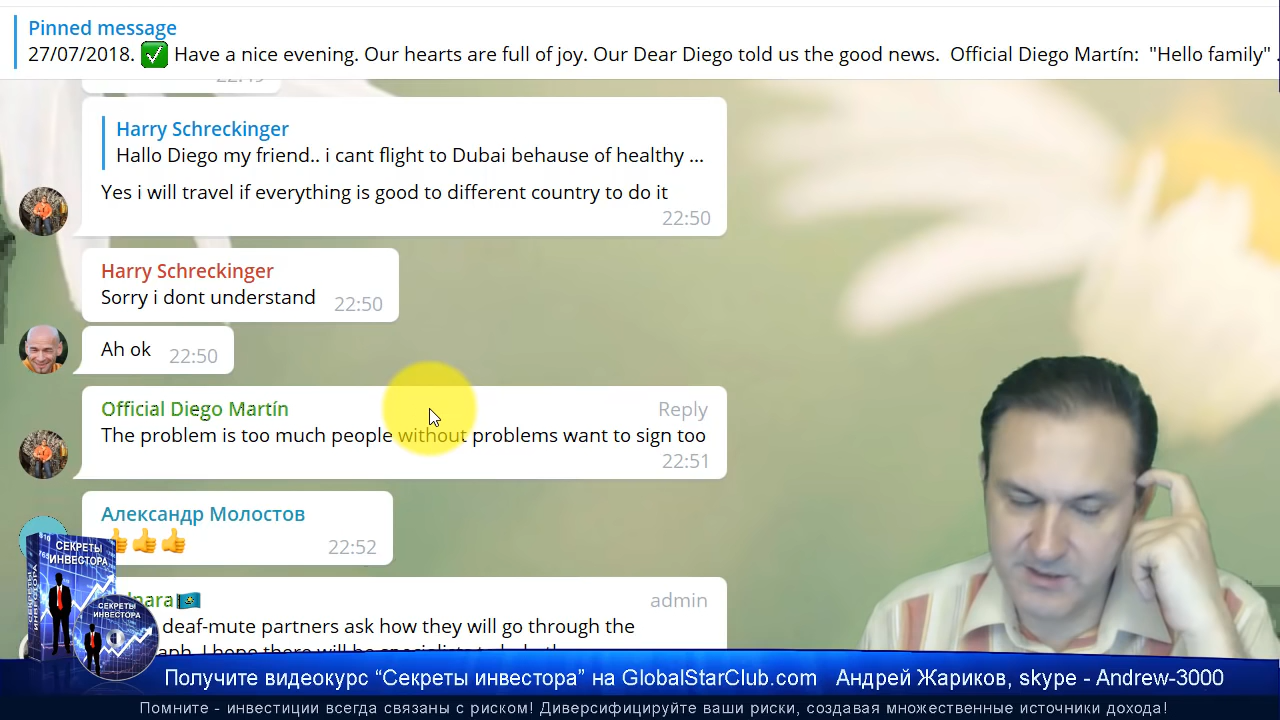 Pinned message
27/07/2018. ✅ Have a nice evening. Our hearts are full of joy. Our Dear Diego told us the good news. Official Diego Martín: "Hello family" .
Harry Schreckinger
Hallo Diego my friend.. i cant flight to Dubai behause of healthy ...
Yes i will travel if everything is good to different country to do it
22:50
Harry Schreckinger
Sorry i dont understand 22:50
Ah ok 22:50
Official Diego Martín Reply
The problem is too much people without problems want to sign too
22:51
Александр Молостов
👍👍👍 22:52
admin
deaf-mute partners ask how they will go through the
СЕКРЕТЫ
ИНВЕСТОРА
СЕКРЕТЫ
ИНВЕСТОРА
СЕКРЕТЫ
ИНВЕСТОРА
Получите видеокурс “Секреты инвестора” на GlobalStarClub.com Андрей Жариков, skype - Andrew-3000
Помните - инвестиции всегда связаны с риском! Диверсифицируйте ваши риски, создавая множественные источники дохода!